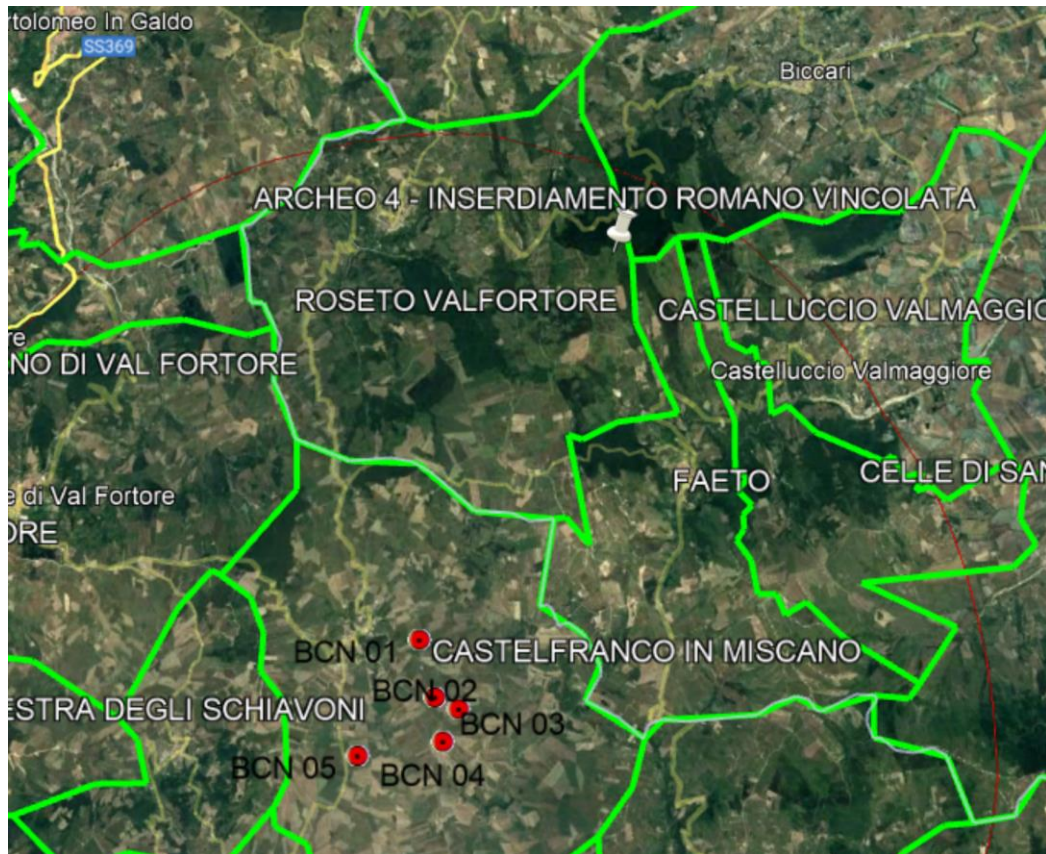 rtolomeo In Galdo
SS369
Biccari
ARCHEO 4 - INSERDIAMENTO ROMANO VINCOLATA
ROSETO VALFORTORE
CASTELLUCCIO VALMAGGIO
re
NO DI VAL FORTORE
Castelluccio Valmaggiore
FAETO
CELLE DI SAN
e di Val Fortore
ORE
BCN 01
CASTELFRANCO IN MISCANO
BCN 02
ESTRA DEGLI SCHIAVONI
BCN 03
BCN 05
BCN 04